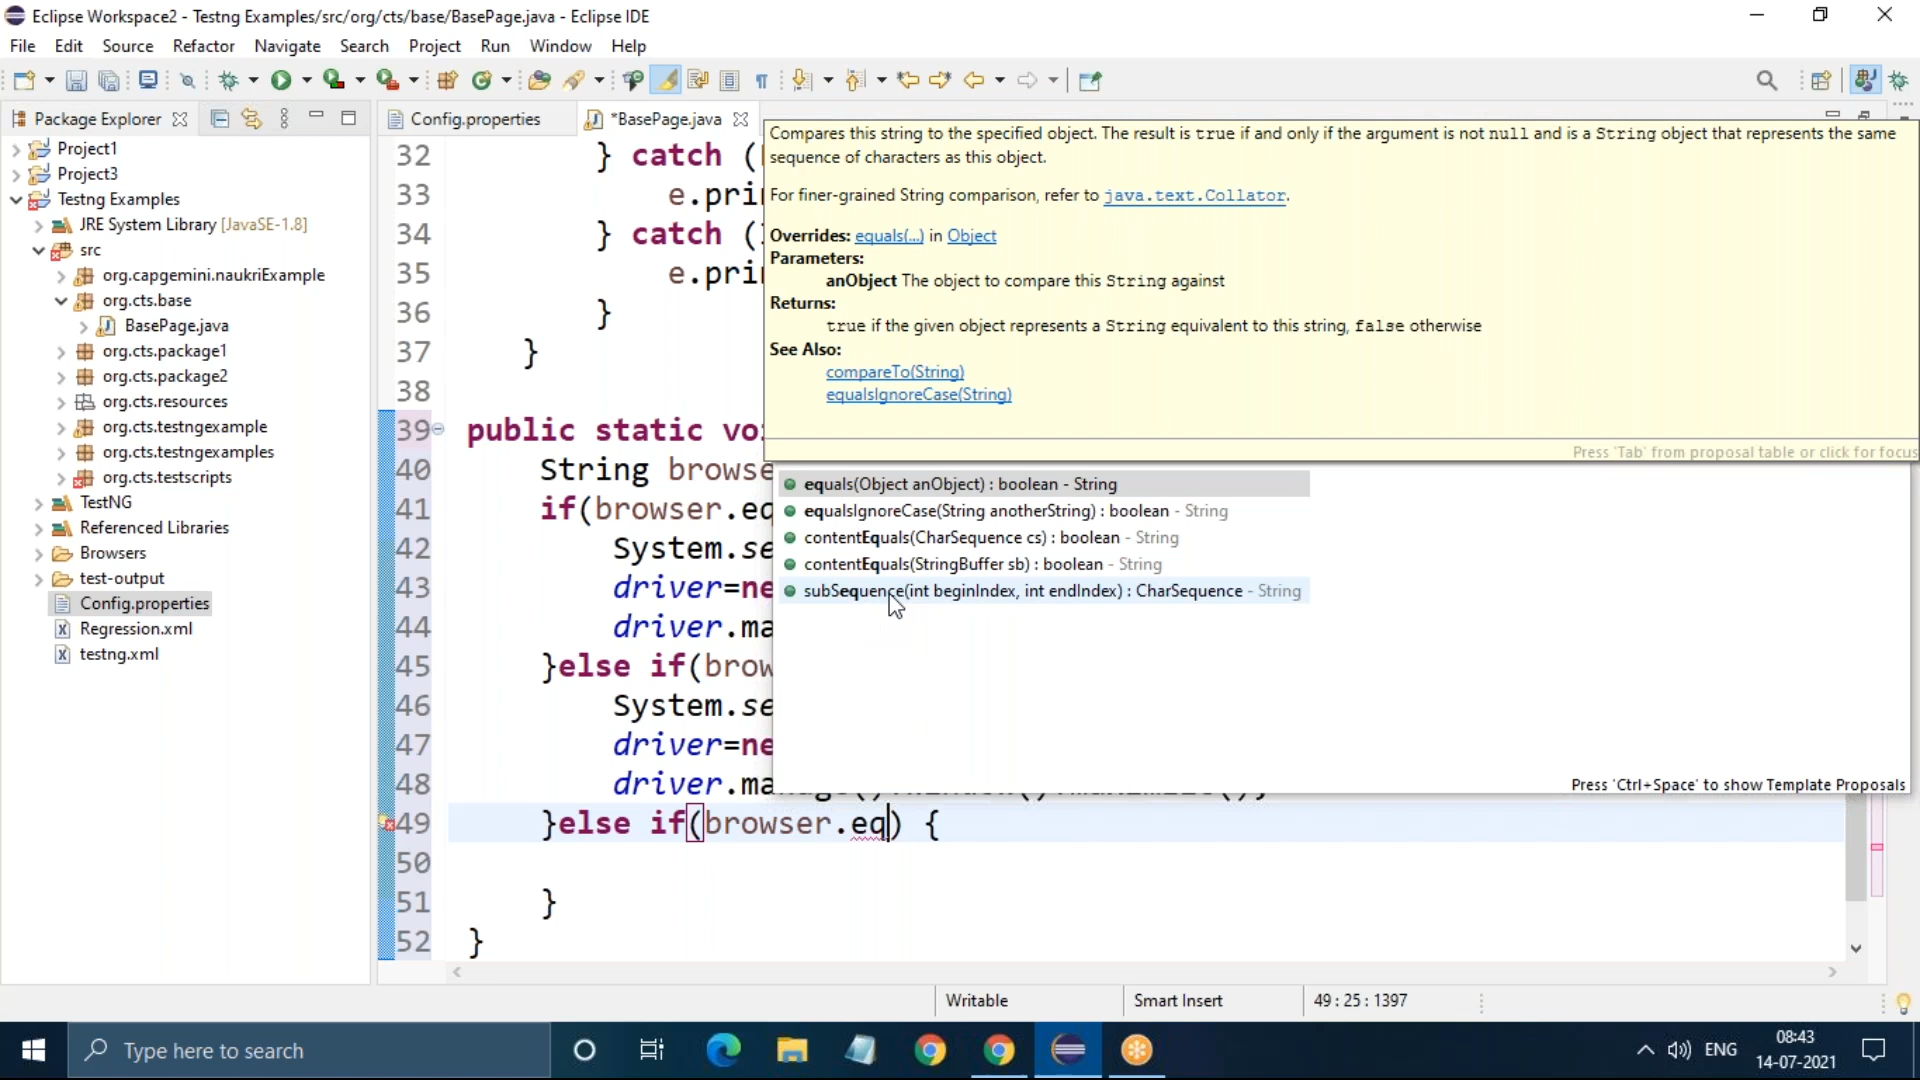 Eclipse Workspace2 - Testng Examples/src/org/cts/base/BasePage.java - Eclipse IDE
File Edit Source Refactor Navigate Search Project Run Window Help
Package Explorer
Project1
Project3
Testng Examples
JRE System Library [JavaSE-1.8]
src
org.capgemini.naukriExample
org.cts.base
BasePage.java
org.cts.package1
org.cts.package2
org.cts.resources
org.cts.testngexample
org.cts.testngexamples
org.cts.testscripts
TestNG
Referenced Libraries
Browsers
test-output
Config.properties
Regression.xml
testng.xml
Config.properties *BasePage.java
32 } catch (
33 e.pri
34 } catch (
35 e.pri
36 }
37 }
38
39 public static vo
40 String browse
41 if(browser.eq
42 System.se
43 driver=ne
44 driver.ma
45 }else if(brow
46 System.se
47 driver=ne
48 driver.ma
49 }else if(browser.eq) {
50
51 }
52 }
Compares this string to the specified object. The result is true if and only if the argument is not null and is a String object that represents the same
sequence of characters as this object.
For finer-grained String comparison, refer to java.text.Collator.
Overrides: equals(...) in Object
Parameters:
anObject The object to compare this String against
Returns:
true if the given object represents a String equivalent to this string, false otherwise
See Also:
compareTo(String)
equalsIgnoreCase(String)
Press 'Tab' from proposal table or click for focus
equals(Object anObject) : boolean - String
equalsIgnoreCase(String anotherString) : boolean - String
contentEquals(CharSequence cs) : boolean - String
contentEquals(StringBuffer sb) : boolean - String
subSequence(int beginIndex, int endIndex) : CharSequence - String
Press 'Ctrl+Space' to show Template Proposals
Writable Smart Insert 49 : 25 : 1397
Type here to search
ENG
08:43
14-07-2021